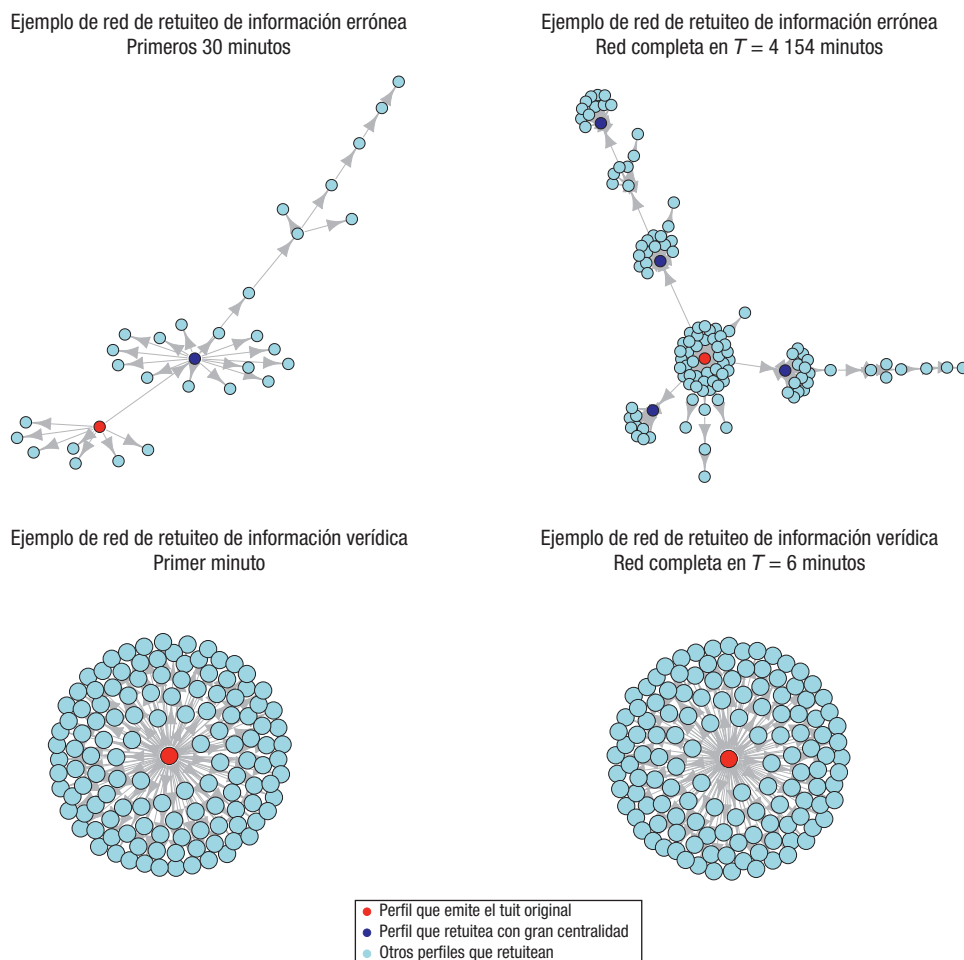 Ejemplo de red de retuiteo de información errónea
Primeros 30 minutos
Ejemplo de red de retuiteo de información errónea
Red completa en T = 4 154 minutos
Ejemplo de red de retuiteo de información verídica
Primer minuto
Ejemplo de red de retuiteo de información verídica
Red completa en T = 6 minutos
Perfil que emite el tuit original
Perfil que retuitea con gran centralidad
Otros perfiles que retuitean